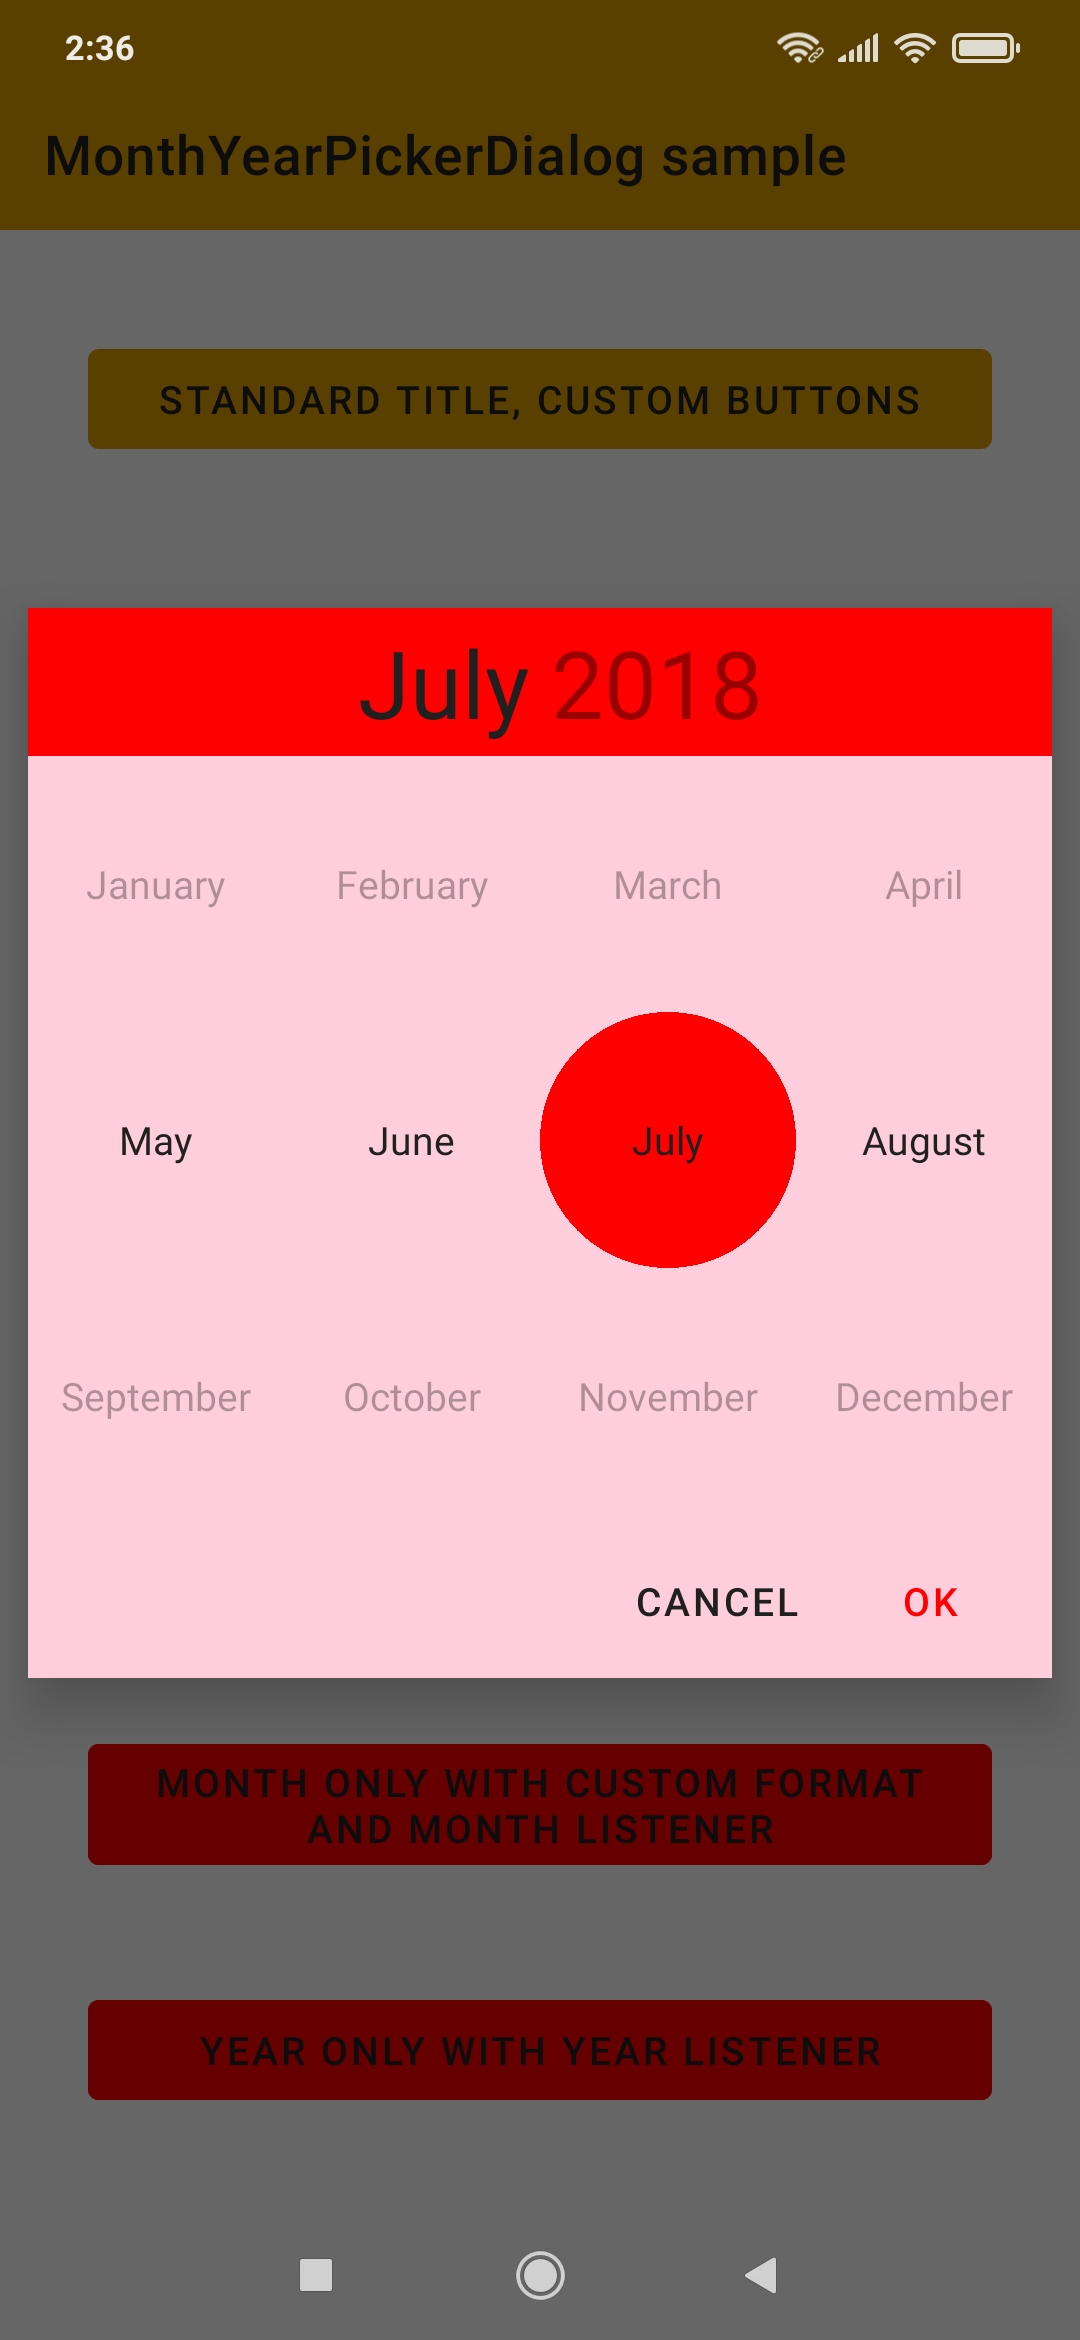 2:36
MonthYearPickerDialog sample
STANDARD TITLE, CUSTOM BUTTONS
July 2018
January February March April
May June July August
September October November December
CANCEL OK
MONTH ONLY WITH CUSTOM FORMAT
AND MONTH LISTENER
YEAR ONLY WITH YEAR LISTENER